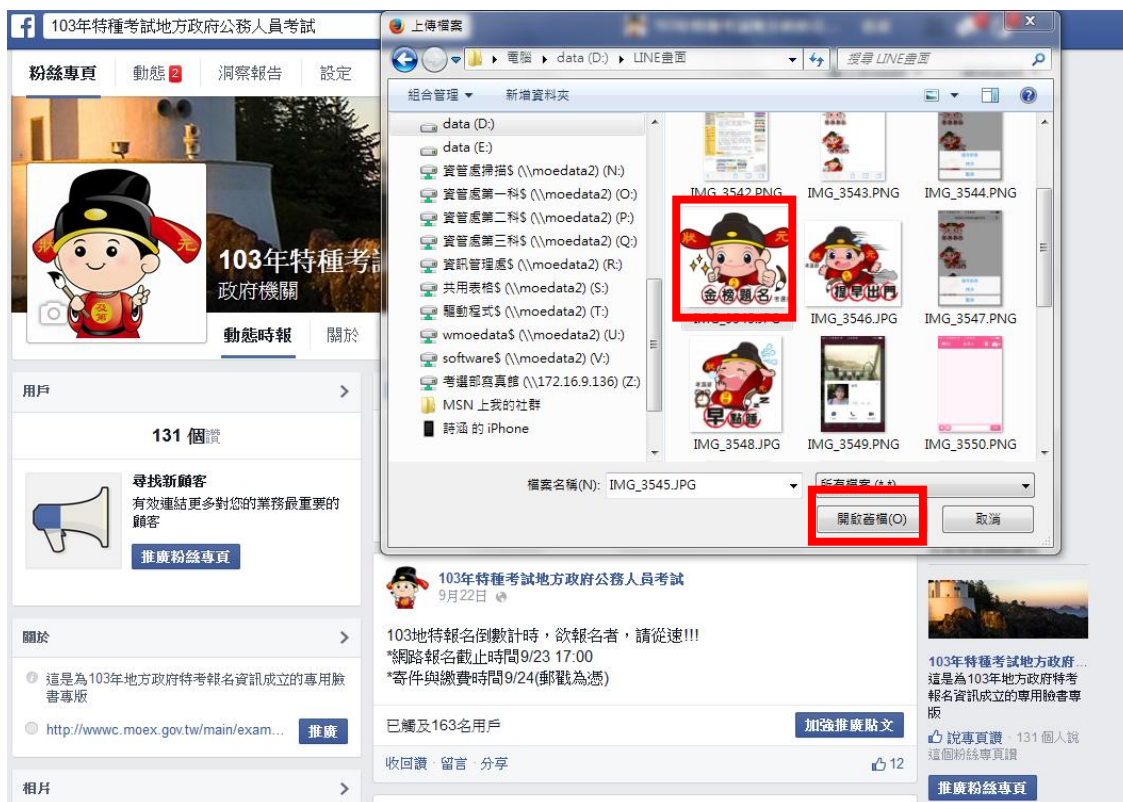 103年特種考試地方政府公務人員考試
粉絲專頁
動態 2
洞察報告
設定
狀
元
及
第
103年特種考
政府機關
動態時報
關於
用戶
131 個讚
尋找新顧客
有效連結更多對您的業務最重要的
顧客
推廣粉絲專頁
關於
這是為103年地方政府特考報名資訊成立的專用臉
書專版
http://wwwc.moex.gov.tw/main/exam...
推廣
相片
上傳檔案
電腦
data (D:)
LINE畫面
搜尋 LINE畫面
組合管理
新增資料夾
data (D:)
data (E:)
資管處掃描$ (\\moedata2) (N:)
資管處第一科$ (\\moedata2) (O:)
資管處第二科$ (\\moedata2) (P:)
資管處第三科$ (\\moedata2) (Q:)
資訊管理處$ (\\moedata2) (R:)
共用表格$ (\\moedata2) (S:)
驅動程式$ (\\moedata2) (T:)
wmoedata$ (\\moedata2) (U:)
software$ (\\moedata2) (V:)
考選部寫真館 (\\172.16.9.136) (Z:)
MSN 上我的社群
詩涵 的 iPhone
IMG_3542.PNG
IMG_3543.PNG
IMG_3544.PNG
狀
元
金榜題名
IMG_3545.JPG
提早出門
IMG_3546.JPG
IMG_3547.PNG
早點睡
IMG_3548.JPG
IMG_3549.PNG
IMG_3550.PNG
檔案名稱(N):
IMG_3545.JPG
所有檔案 (*.*)
開啟舊檔(O)
取消
103年特種考試地方政府公務人員考試
9月22日
103地特報名倒數計時，欲報名者，請從速!!!
*網路報名截止時間9/23 17:00
*寄件與繳費時間9/24(郵戳為憑)
已觸及163名用戶
加強推廣貼文
收回讚 · 留言 · 分享
12
103年特種考試地方政府...
這是為103年地方政府特考
報名資訊成立的專用臉書專
版
說專頁讚 · 131 個人說
這個粉絲專頁讚
推廣粉絲專頁